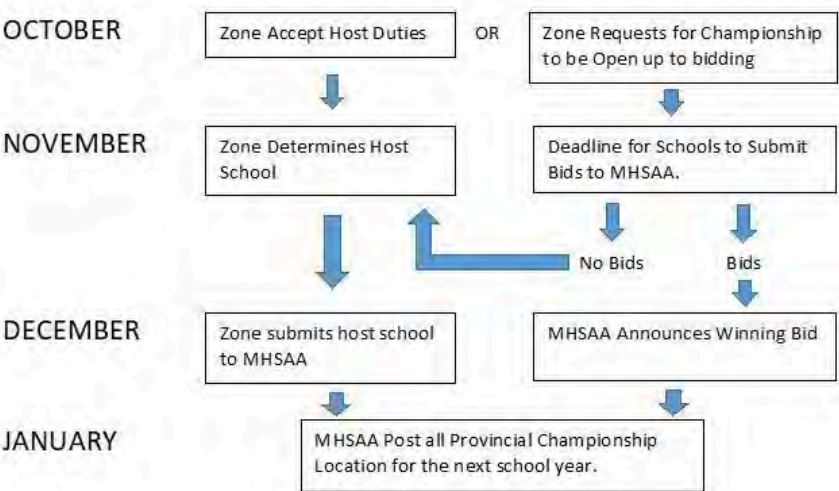 OCTOBER
Zone Accept Host Duties
OR
Zone Requests for Championship
to be Open up to bidding
NOVEMBER
Zone Determines Host
School
Deadline for Schools to Submit
Bids to MHSAA.
No Bids
Bids
DECEMBER
Zone submits host school
to MHSAA
MHSAA Announces Winning Bid
JANUARY
MHSAA Post all Provincial Championship
Location for the next school year.